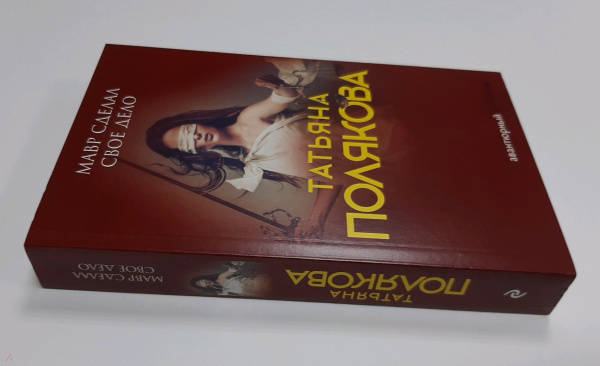 ТАТЬЯНА
ПОЛЯКОВА
МАВР СДЕЛАЛ
СВОЕ ДЕЛО
авантюрный
ТАТЬЯНА
ПОЛЯКОВА
МАВР СДЕЛАЛ
СВОЕ ДЕЛО